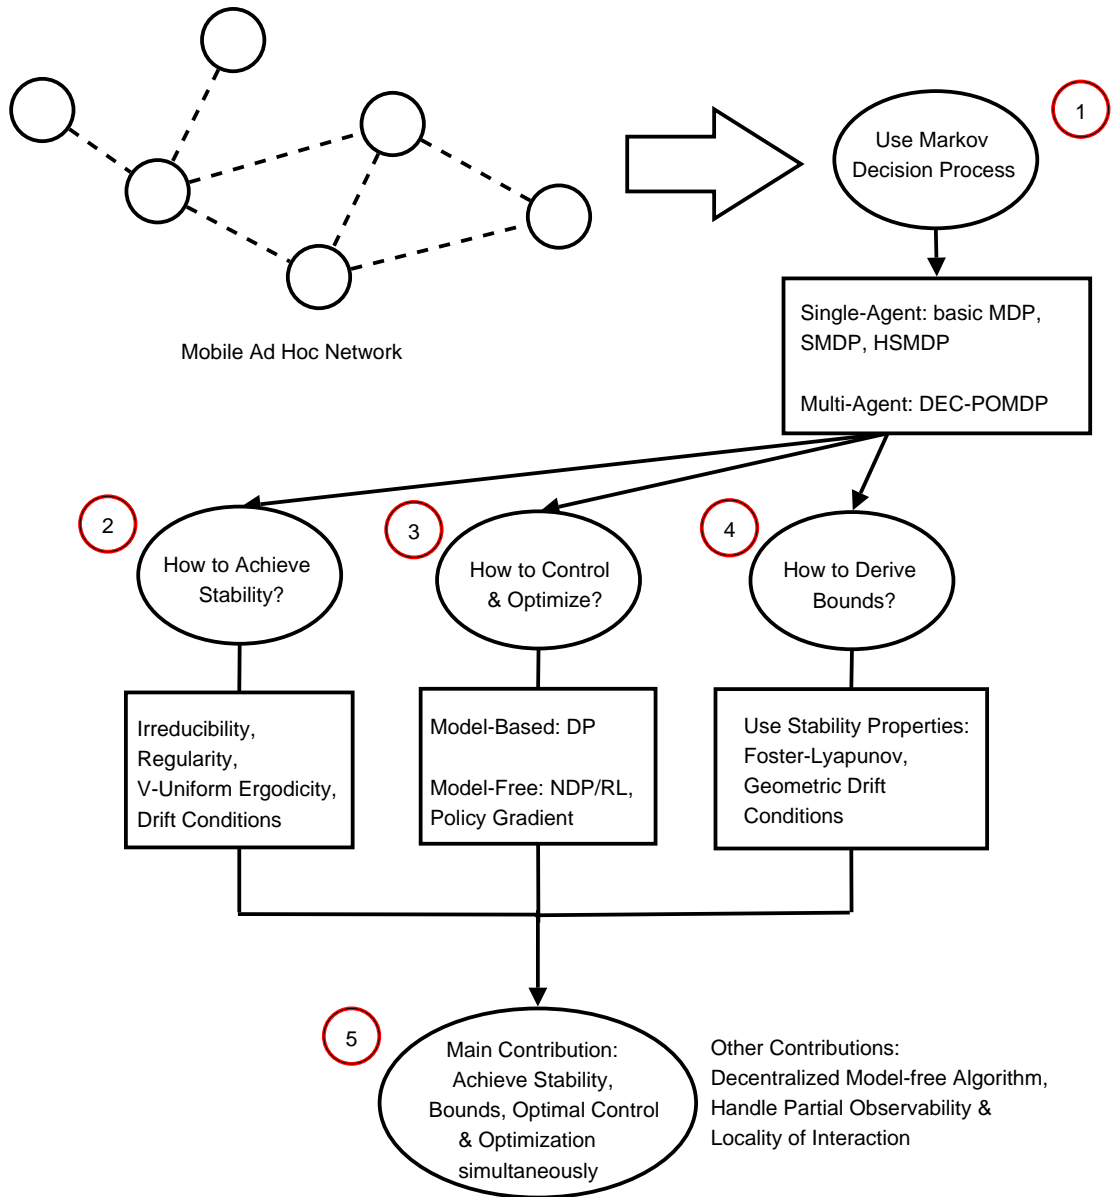 1
Use Markov
Decision Process
Mobile Ad Hoc Network
Single-Agent: basic MDP,
SMDP, HSMDP
Multi-Agent: DEC-POMDP
2
How to Achieve
Stability?
3
How to Control
& Optimize?
4
How to Derive
Bounds?
Irreducibility,
Regularity,
V-Uniform Ergodicity,
Drift Conditions
Model-Based: DP
Model-Free: NDP/RL,
Policy Gradient
Use Stability Properties:
Foster-Lyapunov,
Geometric Drift
Conditions
5
Main Contribution:
Achieve Stability,
Bounds, Optimal Control
& Optimization
simultaneously
Other Contributions:
Decentralized Model-free Algorithm,
Handle Partial Observability &
Locality of Interaction